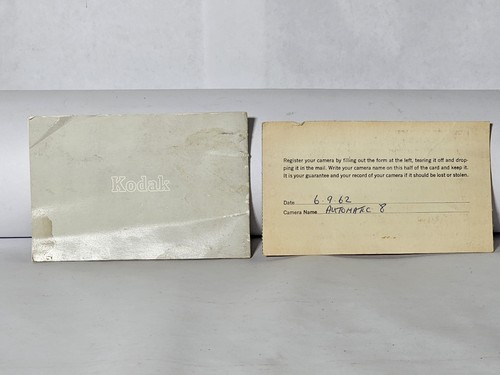 Kodak
Register your camera by filling out the form at the left, tearing it off and drop-
ping it in the mail. Write your camera name on this half of the card and keep it.
It is your guarantee and your record of your camera if it should be lost or stolen.
Date 6.9.62
Camera Name AUTOMATIC 8